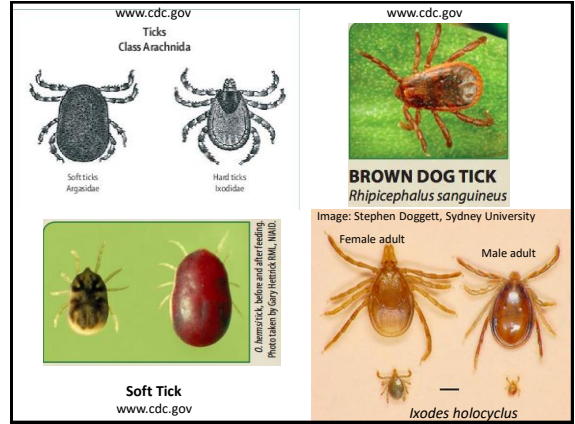 www.cdc.gov
Ticks
Class Arachnida
Soft ticks
Argasidae
Hard ticks
Ixodidae
www.cdc.gov
BROWN DOG TICK
Rhipicephalus sanguineus
O. hermsi tick, before and after feeding.
Photo taken by Gary Hettrick RML, NIAID.
Soft Tick
www.cdc.gov
Image: Stephen Doggett, Sydney University
Female adult
Male adult
Ixodes holocyclus